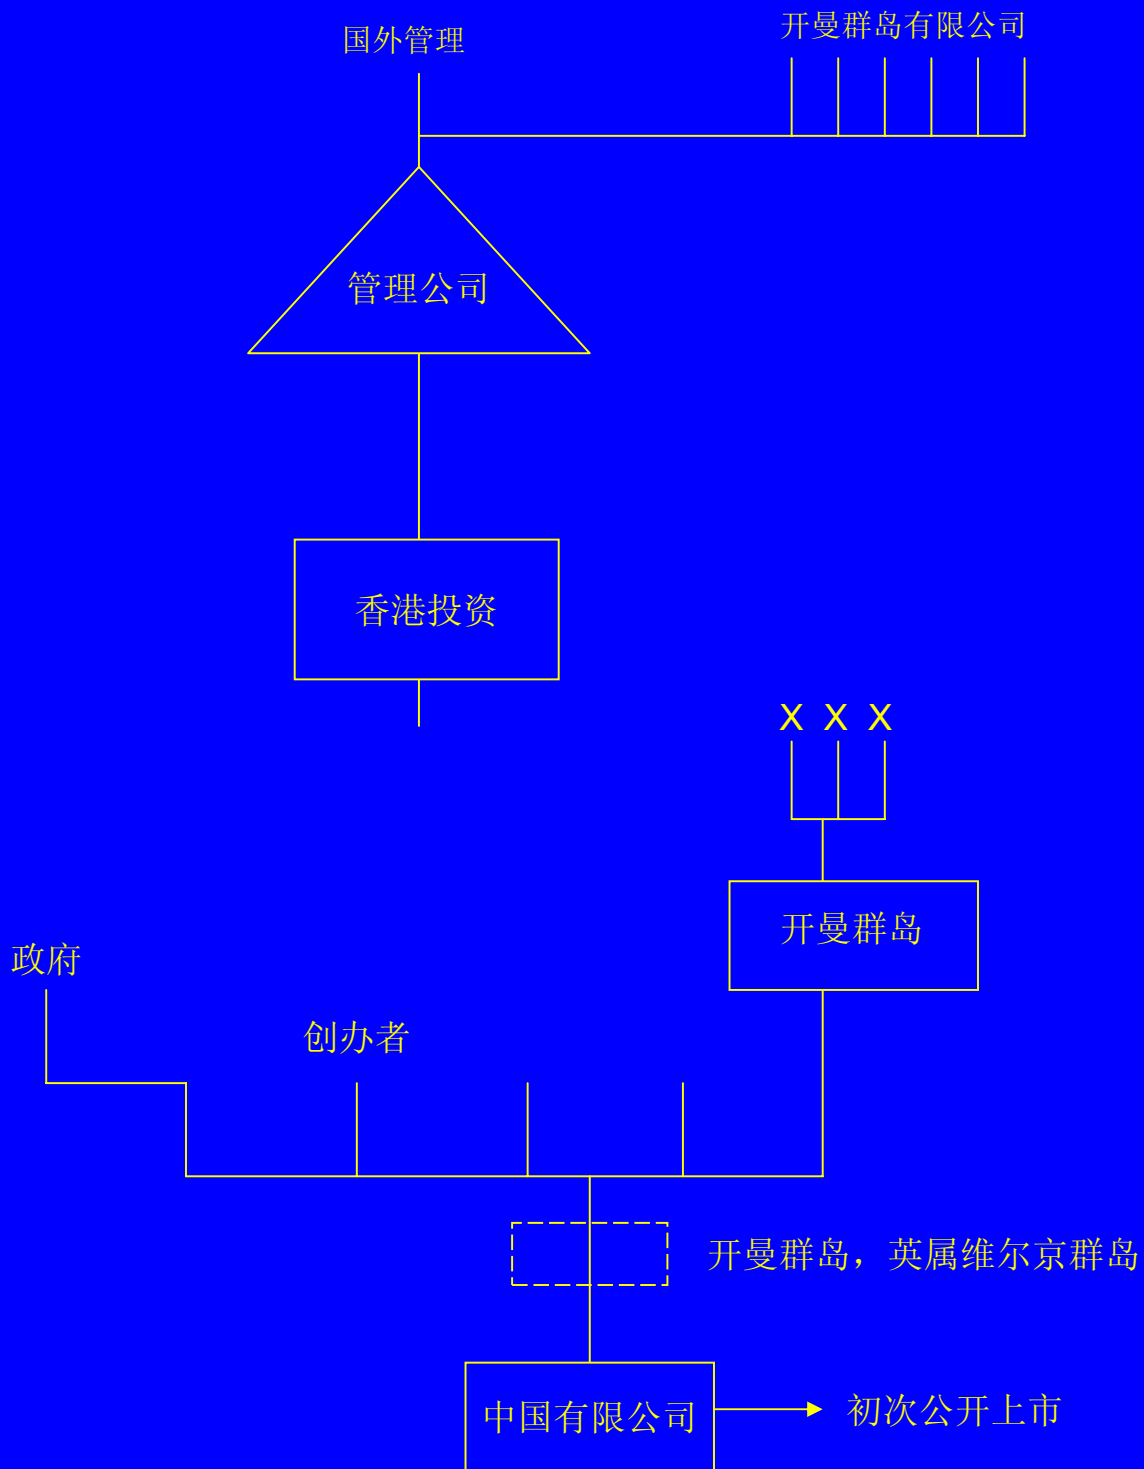 国外管理
开曼群岛有限公司
管理公司
香港投资
X X X
开曼群岛
政府
创办者
开曼群岛，英属维尔京群岛
中国有限公司
初次公开上市